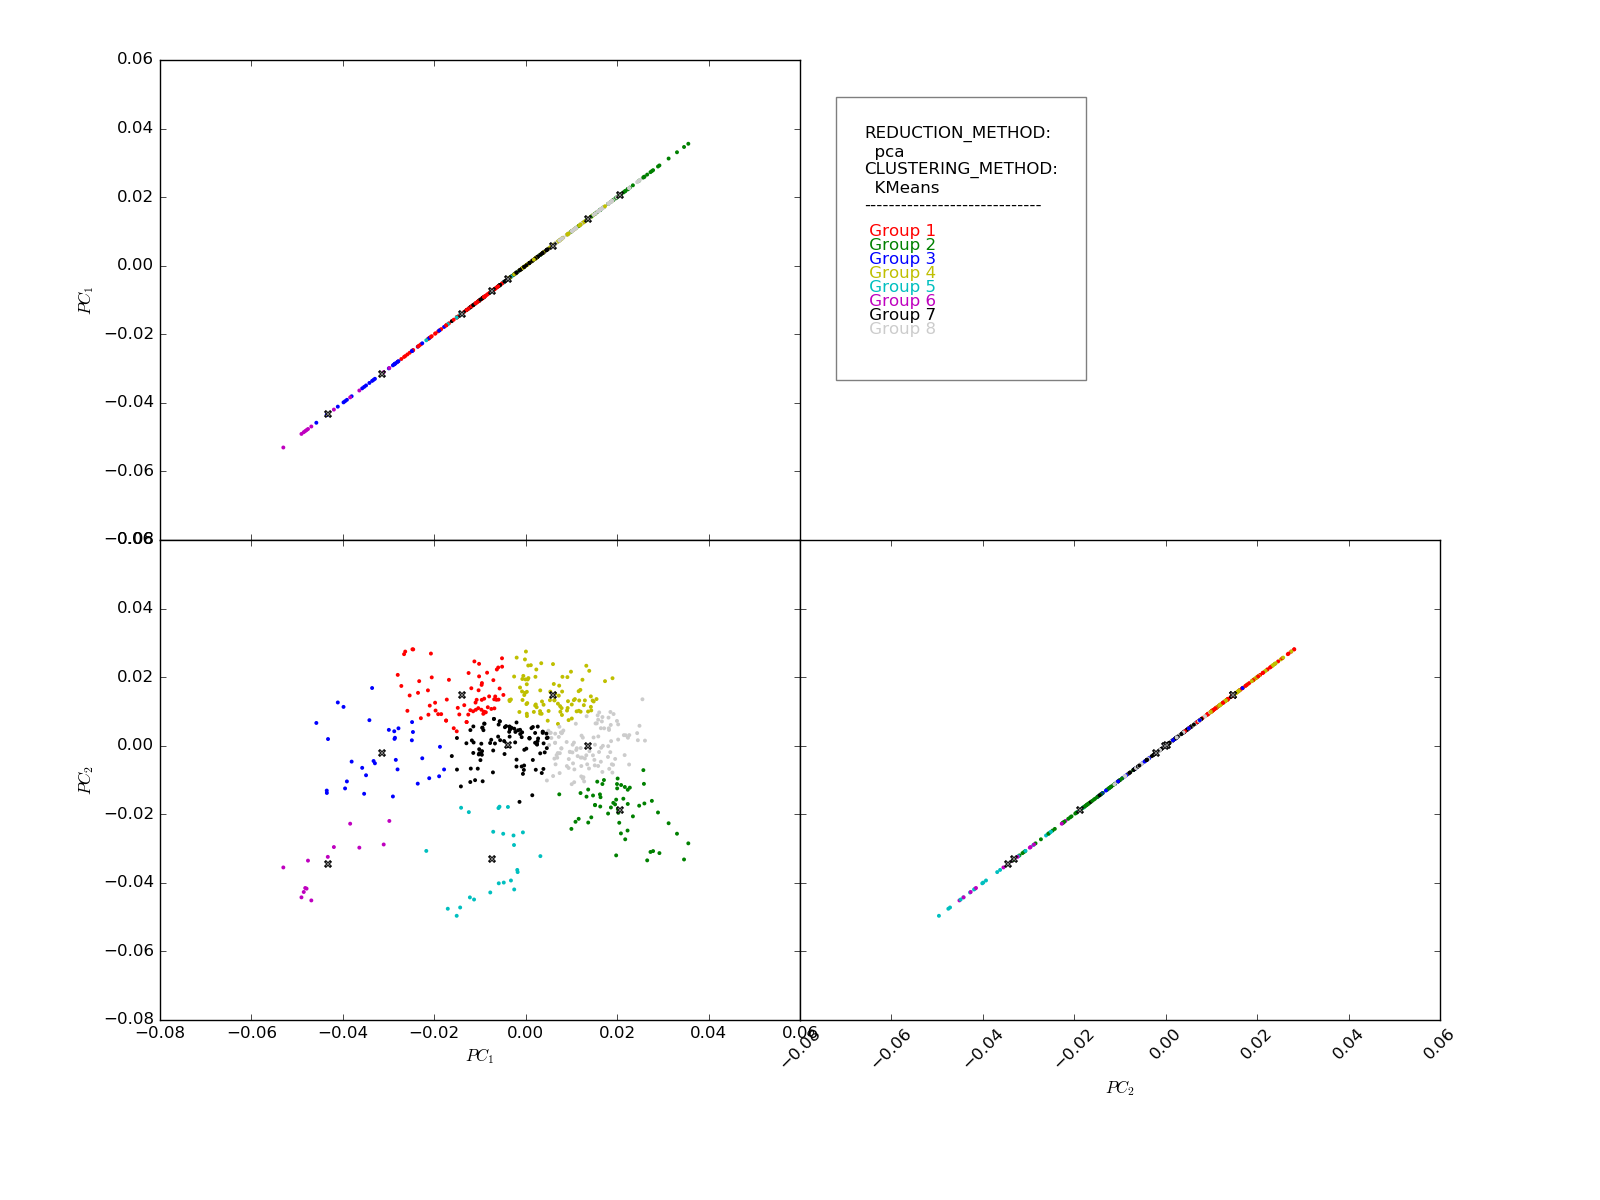 0.06
0.04
0.02
0.00
−0.02
−0.04
−0.06
−0.08
PC1
REDUCTION_METHOD:
pca
CLUSTERING_METHOD:
KMeans
-----------------------------
Group 1
Group 2
Group 3
Group 4
Group 5
Group 6
Group 7
Group 8
0.06
0.04
0.02
0.00
−0.02
−0.04
−0.06
−0.08
PC2
−0.08 −0.06 −0.04 −0.02 0.00 0.02 0.04 0.06
PC1
−0.08 −0.06 −0.04 −0.02 0.00 0.02 0.04 0.06
PC2